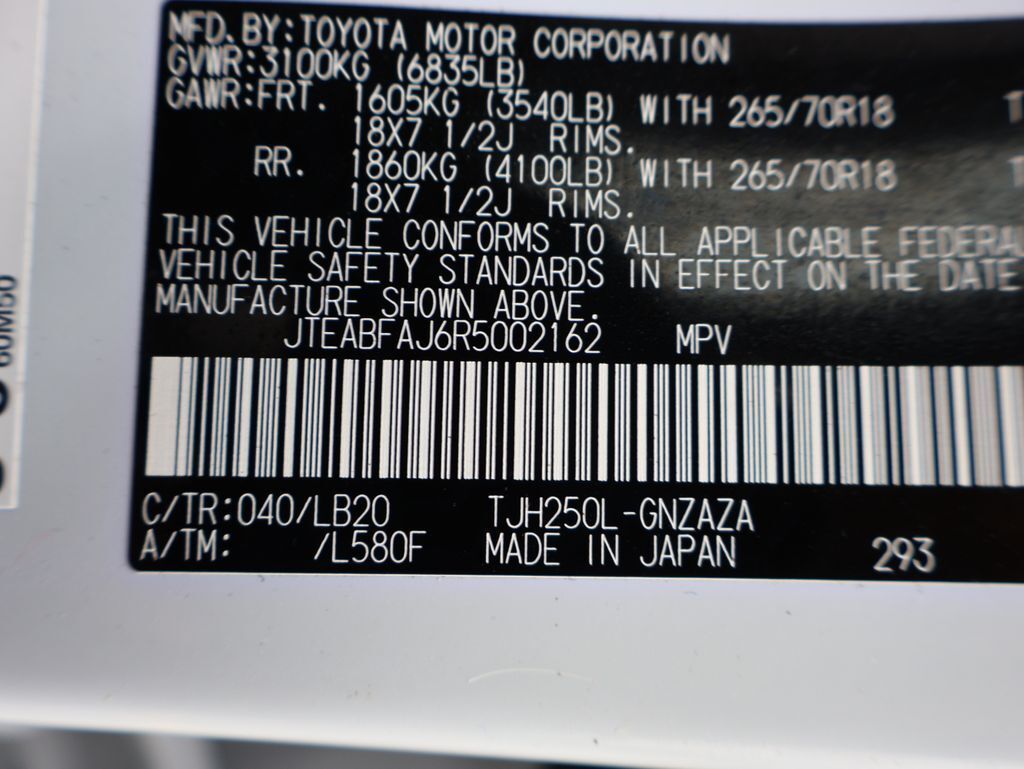 MFD. BY: TOYOTA MOTOR CORPORATION
GVWR: 3100KG (6835LB)
GAWR: FRT. 1605KG (3540LB) WITH 265/70R18
18X7 1/2J RIMS.
RR. 1860KG (4100LB) WITH 265/70R18
18X7 1/2J RIMS.
THIS VEHICLE CONFORMS TO ALL APPLICABLE FEDERAL
VEHICLE SAFETY STANDARDS IN EFFECT ON THE DATE
MANUFACTURE SHOWN ABOVE.
JTEABFAJ6R5002162 MPV
C/TR: 040/LB20 TJH250L-GNZAZA
A/TM: /L580F MADE IN JAPAN 293